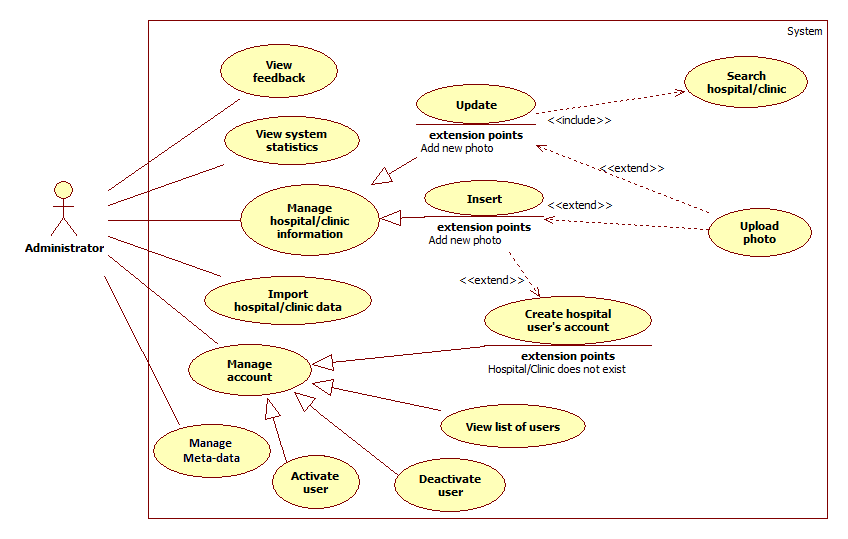 System
View
feedback
Search
hospital/clinic
Update
<<include>>
extension points
Add new photo
View system
statistics
<<extend>>
Manage
hospital/clinic
information
Insert
<<extend>>
extension points
Add new photo
Upload
photo
Administrator
<<extend>>
Import
hospital/clinic data
Create hospital
user's account
extension points
Hospital/Clinic does not exist
Manage
account
View list of users
Manage
Meta-data
Activate
user
Deactivate
user